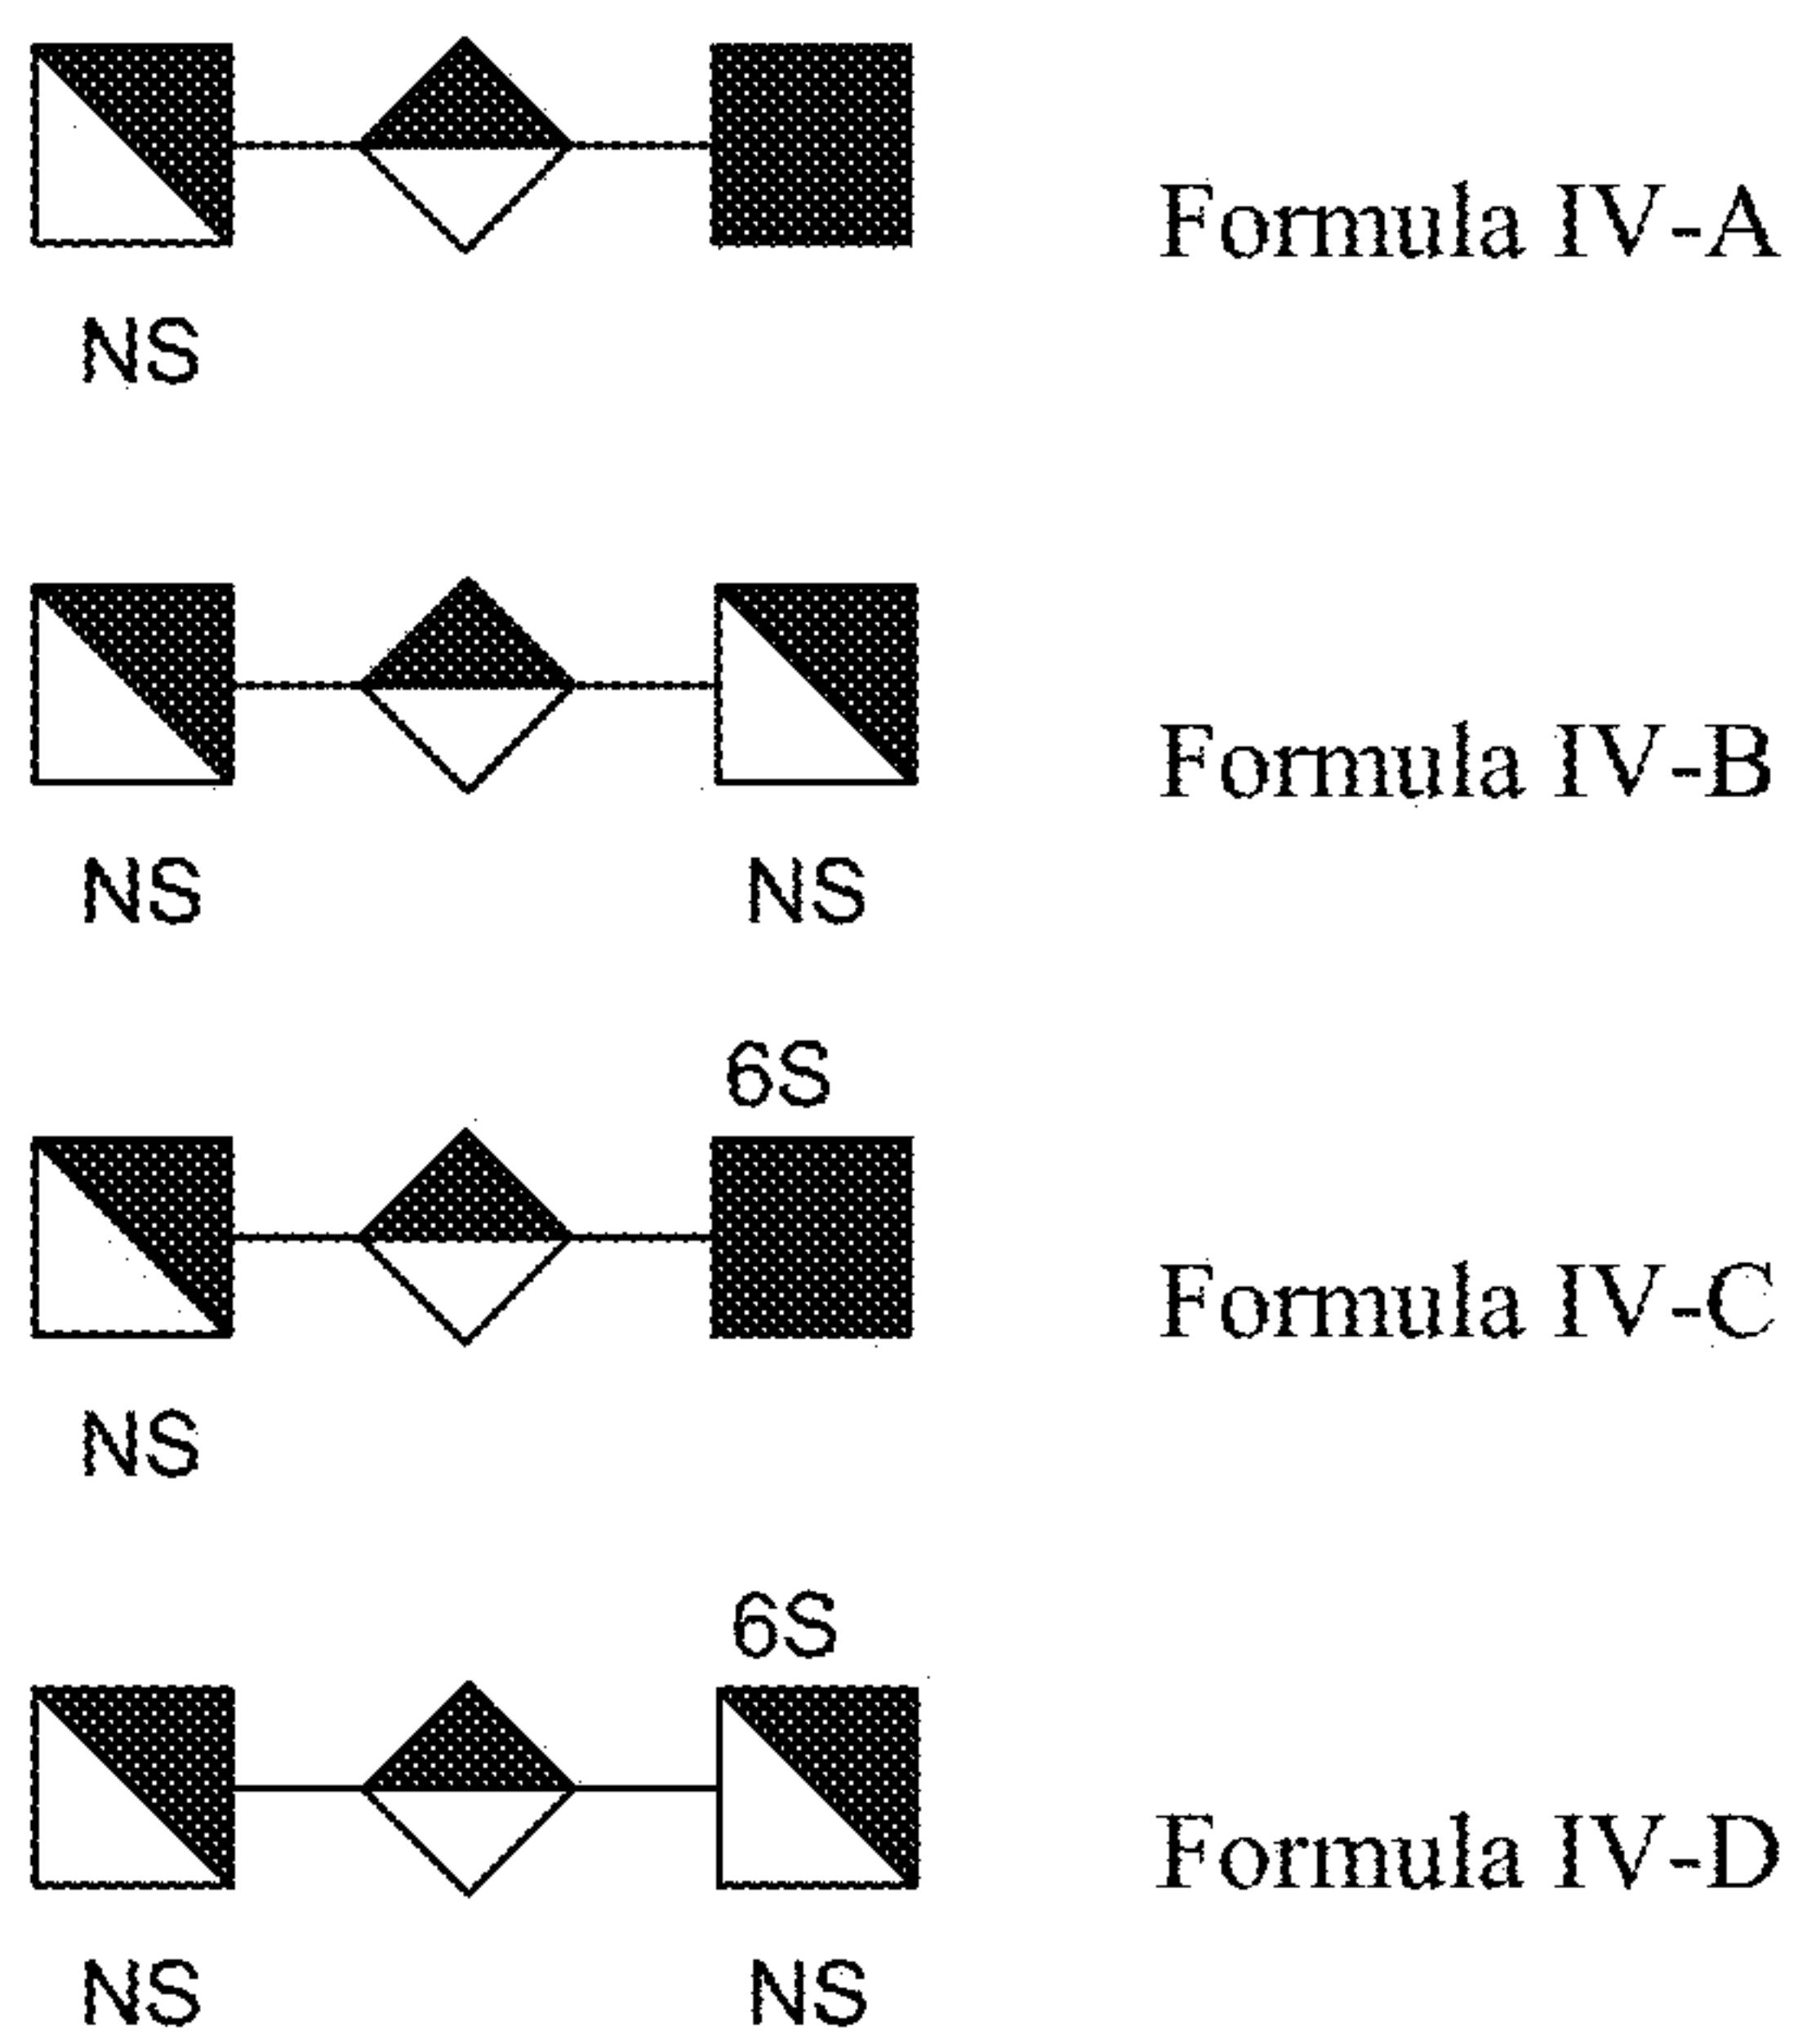 Formula IV-A
NS
Formula IV-B
NS NS
6S
Formula IV-C
NS
6S
Formula IV-D
NS NS